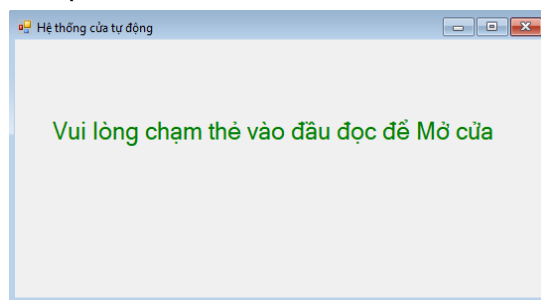 Hệ thống cửa tự động
Vui lòng chạm thẻ vào đầu đọc để Mở cửa